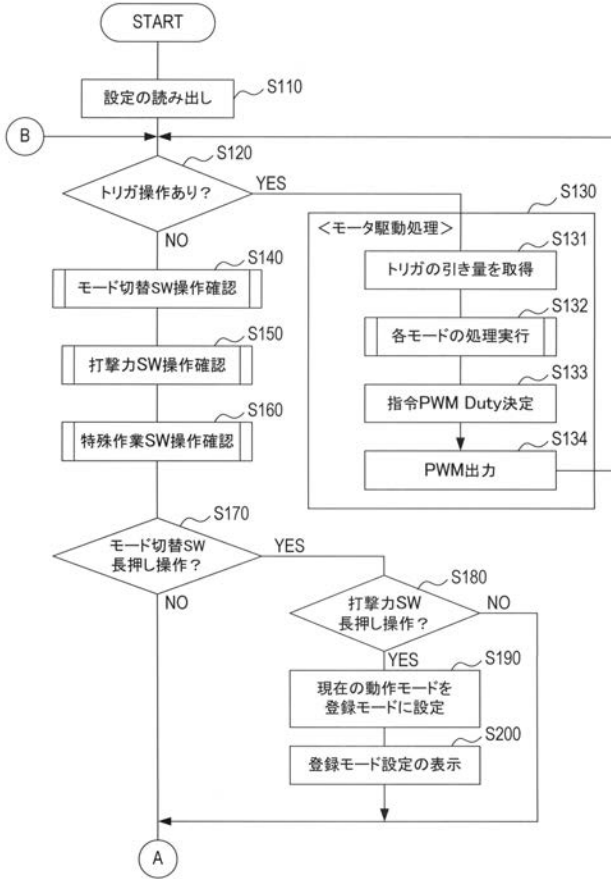 START
設定の読み出し
S110
B
S120
トリガ操作あり？
YES
NO
S130
＜モータ駆動処理＞
S131
トリガの引き量を取得
S132
各モードの処理実行
S133
指令PWM Duty決定
S134
PWM出力
S140
モード切替SW操作確認
S150
打撃力SW操作確認
S160
特殊作業SW操作確認
S170
モード切替SW
長押し操作？
YES
NO
S180
打撃力SW
長押し操作？
NO
YES
S190
現在の動作モードを
登録モードに設定
S200
登録モード設定の表示
A